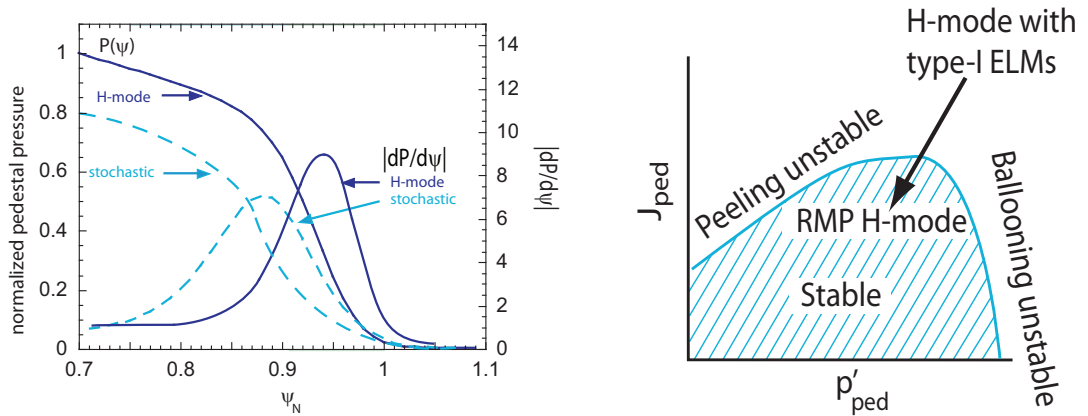 P(ψ)
H-mode
stochastic
|dP/dψ|
H-mode
stochastic
normalized pedestal pressure
1
0.8
0.6
0.4
0.2
0
0.7
0.8
0.9
1
1.1
ψN
14
12
10
8
6
4
2
0
|dP/dψ|
H-mode with
type-I ELMs
Peeling unstable
RMP H-mode
Stable
Ballooning unstable
Jped
p′ped